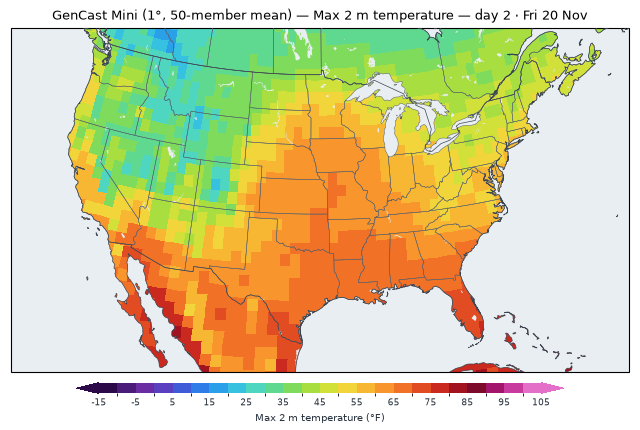 GenCast Mini (1°, 50-member mean) — Max 2 m temperature — day 2 · Fri 20 Nov
-15 -5 5 15 25 35 45 55 65 75 85 95 105
Max 2 m temperature (°F)